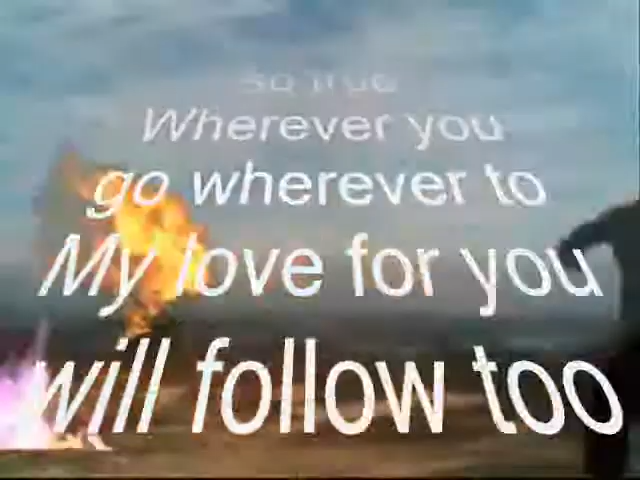 so true
Wherever you
go wherever to
My love for you
will follow too